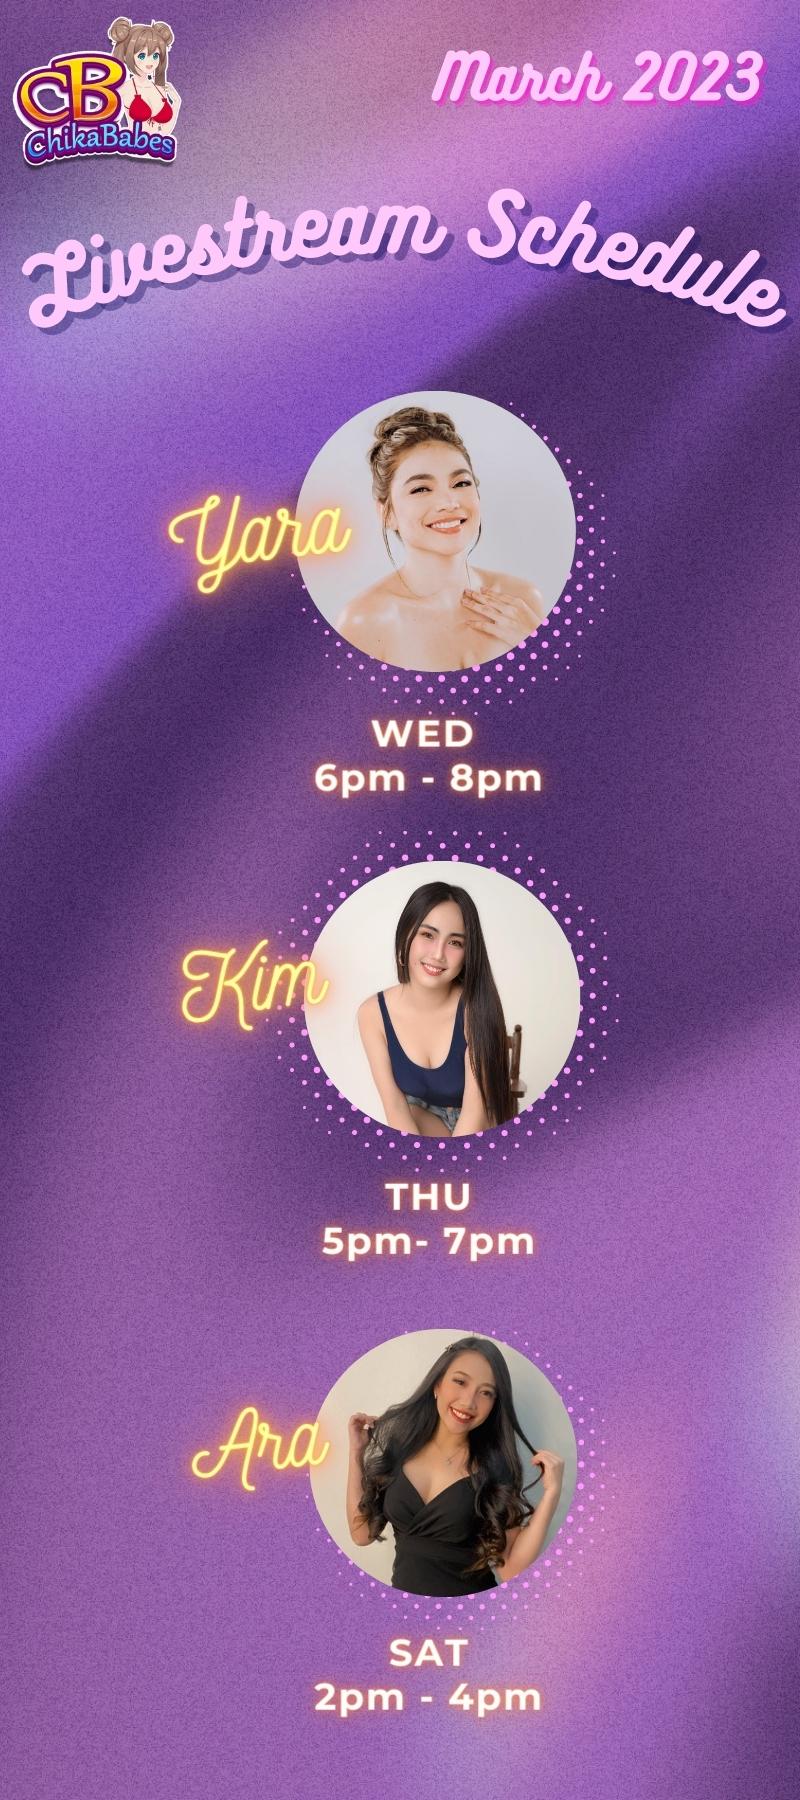 CB
ChikaBabes
March 2023
Livestream Schedule
Yara
WED
6pm - 8pm
Kim
THU
5pm- 7pm
Ara
SAT
2pm - 4pm